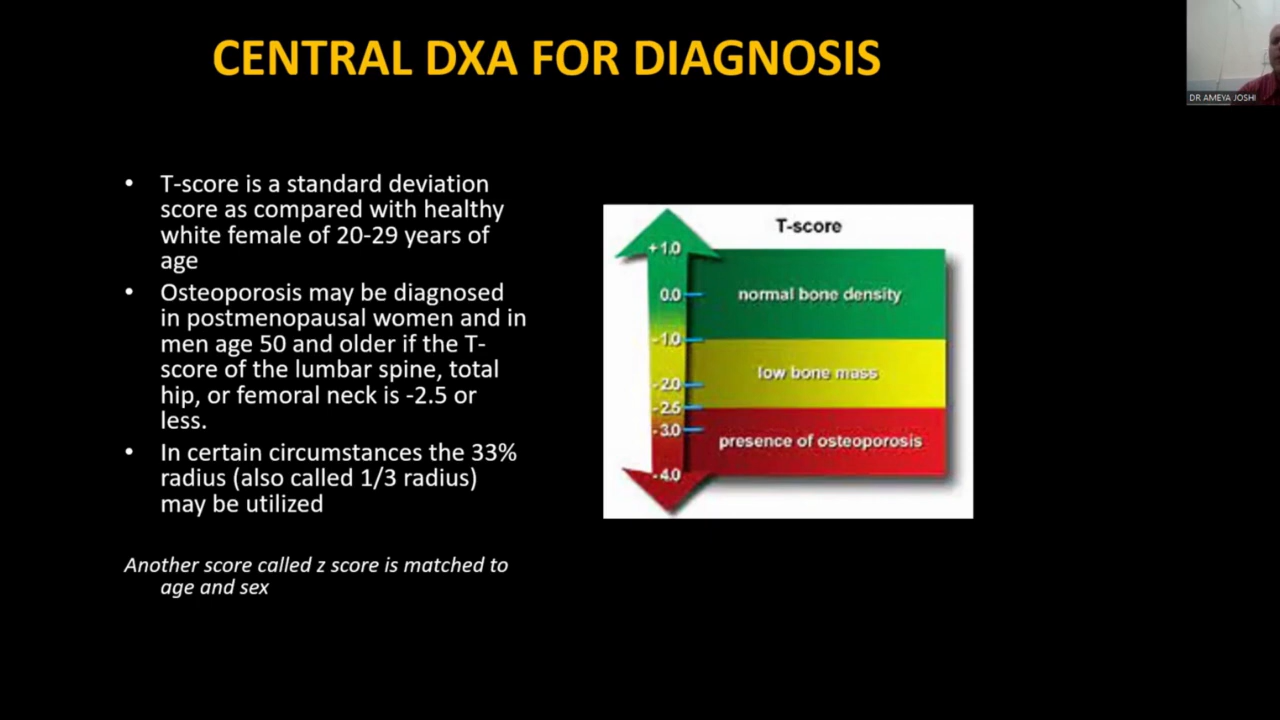 CENTRAL DXA FOR DIAGNOSIS
DR AMEYA JOSHI
• T-score is a standard deviation
score as compared with healthy
white female of 20-29 years of
age
• Osteoporosis may be diagnosed
in postmenopausal women and in
men age 50 and older if the T-
score of the lumbar spine, total
hip, or femoral neck is -2.5 or
less.
• In certain circumstances the 33%
radius (also called 1/3 radius)
may be utilized
Another score called z score is matched to
age and sex
T-score
+1.0
0.0
normal bone density
-1.0
low bone mass
-2.0
-2.5
-3.0
presence of osteoporosis
-4.0